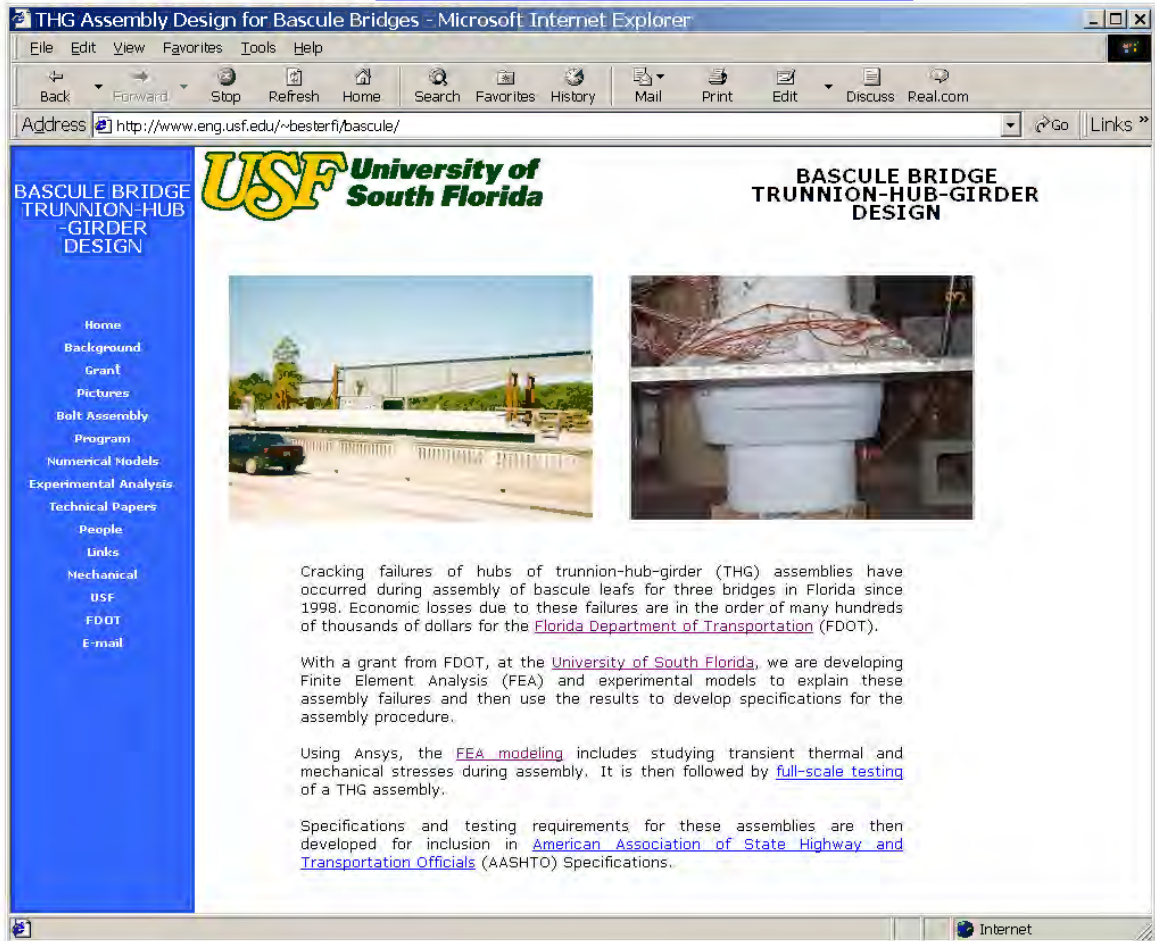 THG Assembly Design for Bascule Bridges - Microsoft Internet Explorer
File Edit View Favorites Tools Help
Back Forward Stop Refresh Home Search Favorites History Mail Print Edit Discuss Real.com
Address http://www.eng.usf.edu/~besterfi/bascule/ Go Links »
BASCULE BRIDGE
TRUNNION-HUB
-GIRDER
DESIGN
Home
Background
Grant
Pictures
Bolt Assembly
Program
Numerical Models
Experimental Analysis
Technical Papers
People
Links
Mechanical
USF
FDOT
E-mail
USF University of
South Florida
BASCULE BRIDGE
TRUNNION-HUB-GIRDER
DESIGN
Cracking failures of hubs of trunnion-hub-girder (THG) assemblies have
occurred during assembly of bascule leafs for three bridges in Florida since
1998. Economic losses due to these failures are in the order of many hundreds
of thousands of dollars for the Florida Department of Transportation (FDOT).
With a grant from FDOT, at the University of South Florida, we are developing
Finite Element Analysis (FEA) and experimental models to explain these
assembly failures and then use the results to develop specifications for the
assembly procedure.
Using Ansys, the FEA modeling includes studying transient thermal and
mechanical stresses during assembly. It is then followed by full-scale testing
of a THG assembly.
Specifications and testing requirements for these assemblies are then
developed for inclusion in American Association of State Highway and
Transportation Officials (AASHTO) Specifications.
Internet